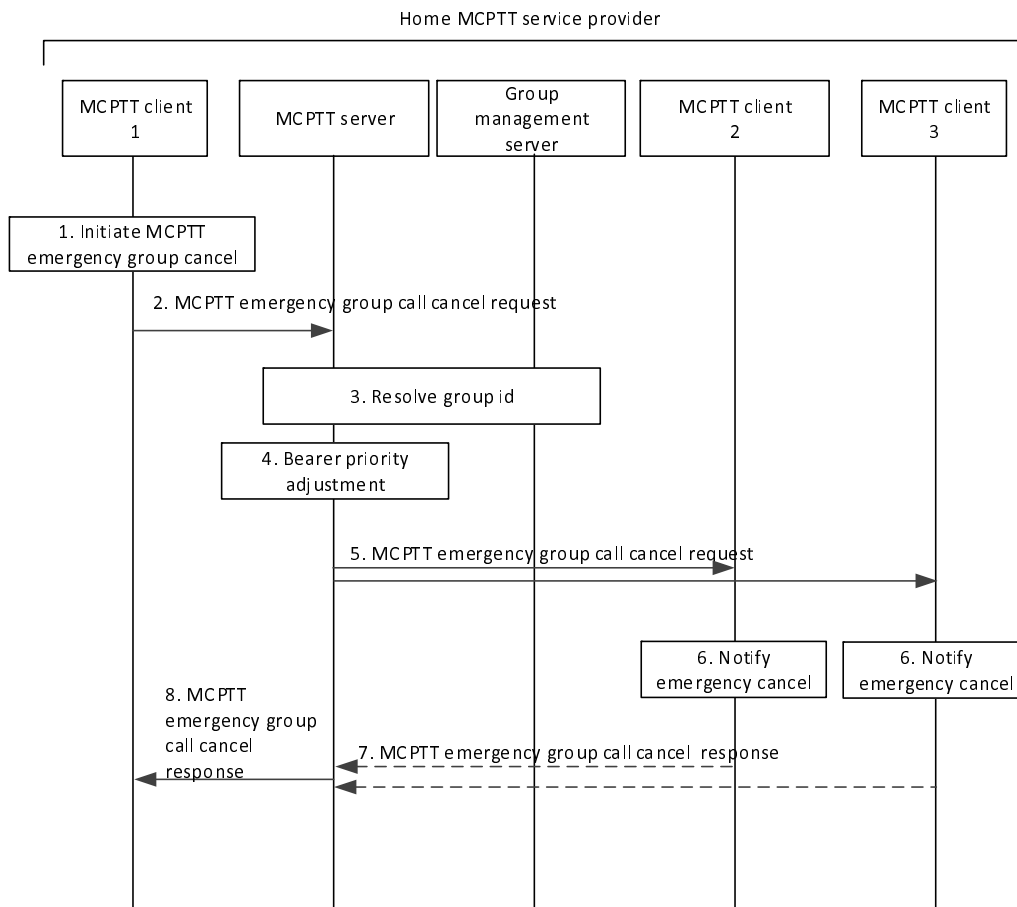 Home MCPTT service provider
MCPTT client
1
MCPTT server
Group
management
server
MCPTT client
2
MCPTT client
3
1. Initiate MCPTT
emergency group cancel
2. MCPTT emergency group call cancel request
3. Resolve group id
4. Bearer priority
adjustment
5. MCPTT emergency group call cancel request
6. Notify
emergency cancel
6. Notify
emergency cancel
8. MCPTT
emergency group
call cancel
response
7. MCPTT emergency group call cancel response